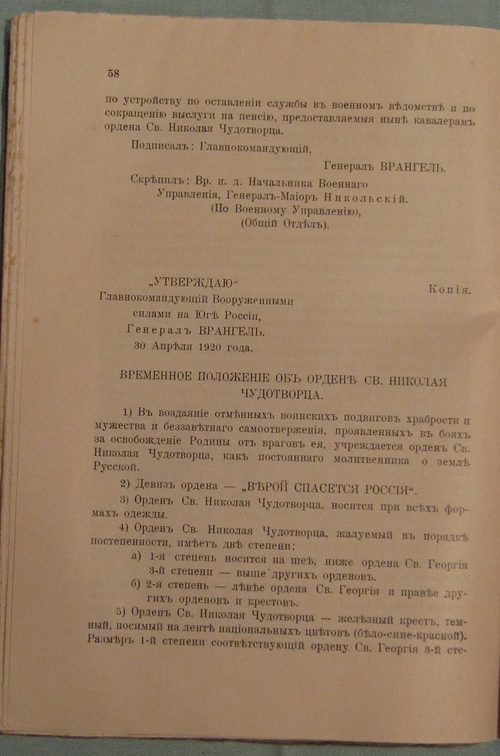 58
по устройству по оставленіи службы въ военномъ вѣдомствѣ и по
сокращенію выслуги на пенсію, предоставляемыя нынѣ кавалерамъ
ордена Св. Николая Чудотворца.
Подписалъ: Главнокомандующій,
Генералъ ВРАНГЕЛЬ.
Скрѣпилъ: Вр. и. д. Начальника Военнаго
Управленія, Генералъ-Маіоръ Никольскій.
(По Военному Управленію),
(Общій Отдѣлъ).
„УТВЕРЖДАЮ“
Копія.
Главнокомандующій Вооруженными
силами на Югѣ Россіи,
Генералъ ВРАНГЕЛЬ.
30 Апрѣля 1920 года.
ВРЕМЕННОЕ ПОЛОЖЕНІЕ ОБЪ ОРДЕНѢ СВ. НИКОЛАЯ
ЧУДОТВОРЦА.
1) Въ воздаяніе отмѣнныхъ воинскихъ подвиговъ храбрости и
мужества и беззавѣтнаго самоотверженія, проявленныхъ въ бояхъ
за освобожденіе Родины отъ враговъ ея, учреждается орденъ Св.
Николая Чудотворца, какъ постояннаго молитвенника о землѣ
Русской.
2) Девизъ ордена — „ВѢРОЙ СПАСЕТСЯ РОССІЯ“.
3) Орденъ Св. Николая Чудотворца, носится при всѣхъ фор-
махъ одежды.
4) Орденъ Св. Николая Чудотворца, жалуемый въ порядкѣ
постепенности, имѣетъ двѣ степени:
а) 1-я степень носится на шеѣ, ниже ордена Св. Георгія
3-й степени — выше другихъ орденовъ.
б) 2-я степень — лѣвѣе ордена Св. Георгія и правѣе дру-
гихъ орденовъ и крестовъ.
5) Орденъ Св. Николая Чудотворца — желѣзный крестъ, тем-
ный, носимый на лентѣ національныхъ цвѣтовъ (бѣло-сине-красной).
Размѣръ 1-й степени соотвѣтствующій ордену Св. Георгія 3-й сте-